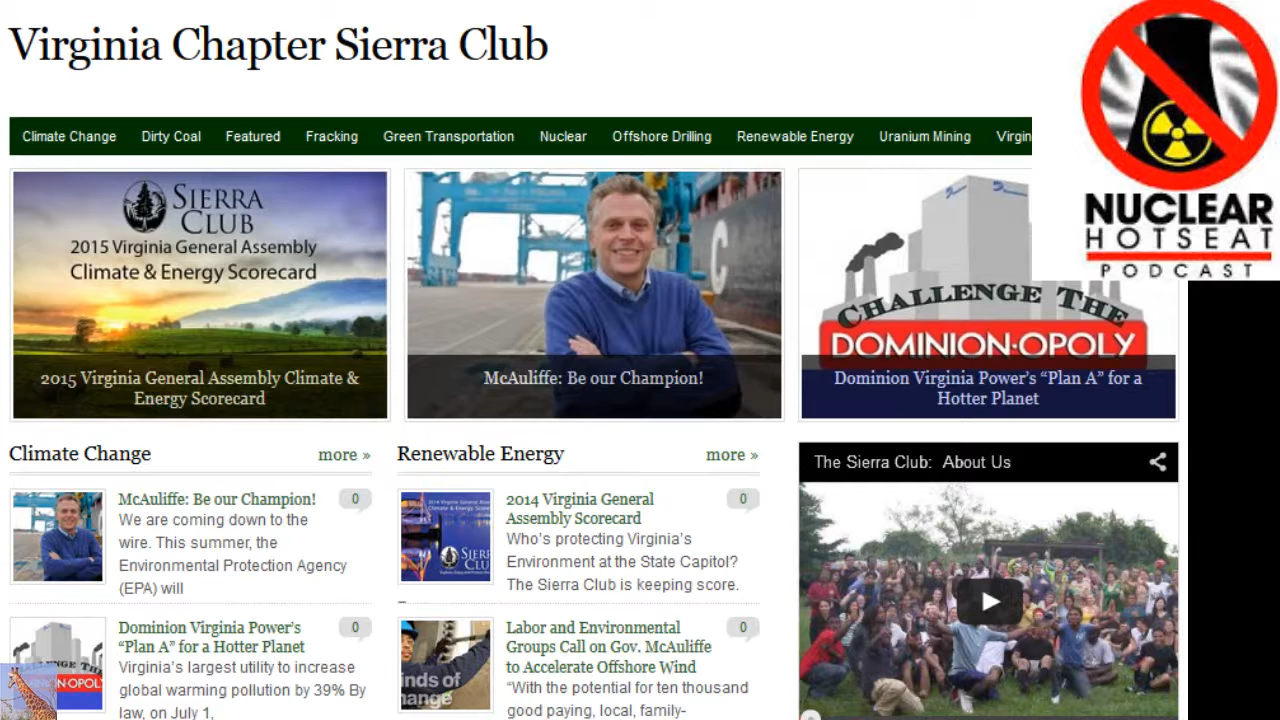 Virginia Chapter Sierra Club
Climate Change
Dirty Coal
Featured
Fracking
Green Transportation
Nuclear
Offshore Drilling
Renewable Energy
Uranium Mining
Virgin
SIERRA
CLUB
2015 Virginia General Assembly
Climate & Energy Scorecard
2015 Virginia General Assembly Climate &
Energy Scorecard
C
McAuliffe: Be our Champion!
CHALLENGE THE
DOMINION·OPOLY
Dominion Virginia Power's “Plan A” for a
Hotter Planet
NUCLEAR
HOTSEAT
PODCAST
Climate Change
more »
McAuliffe: Be our Champion!
0
We are coming down to the
wire. This summer, the
Environmental Protection Agency
(EPA) will
Dominion Virginia Power's
“Plan A” for a Hotter Planet
0
Virginia's largest utility to increase
global warming pollution by 39% By
law, on July 1,
Renewable Energy
more »
2014 Virginia General
Assembly Scorecard
0
Who's protecting Virginia's
Environment at the State Capitol?
The Sierra Club is keeping score.
Labor and Environmental
Groups Call on Gov. McAuliffe
to Accelerate Offshore Wind
0
“With the potential for ten thousand
good paying, local, family-
inds of
hange
The Sierra Club: About Us